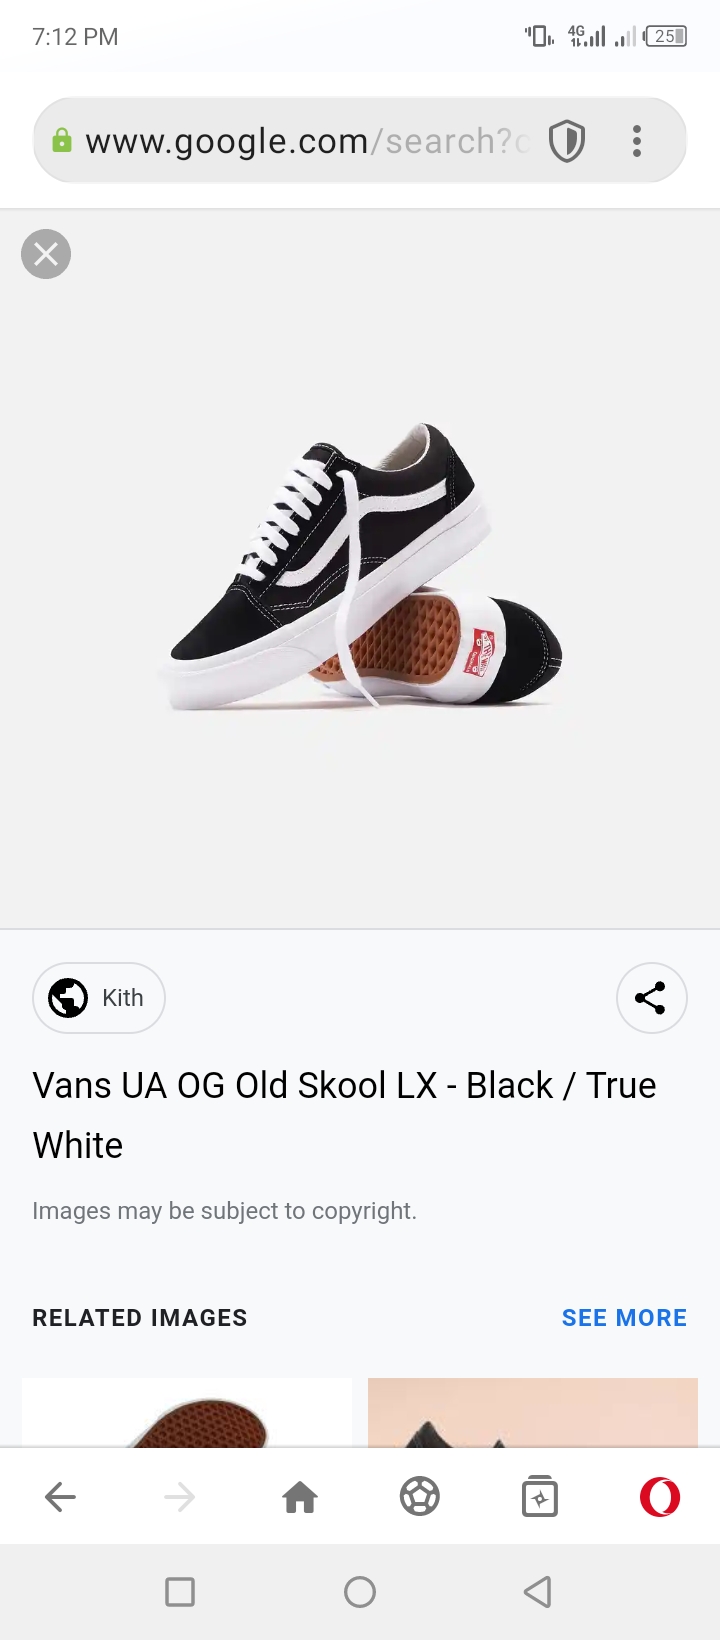 7:12 PM
4G
25
www.google.com/search?
Kith
Vans UA OG Old Skool LX - Black / True
White
Images may be subject to copyright.
RELATED IMAGES
SEE MORE